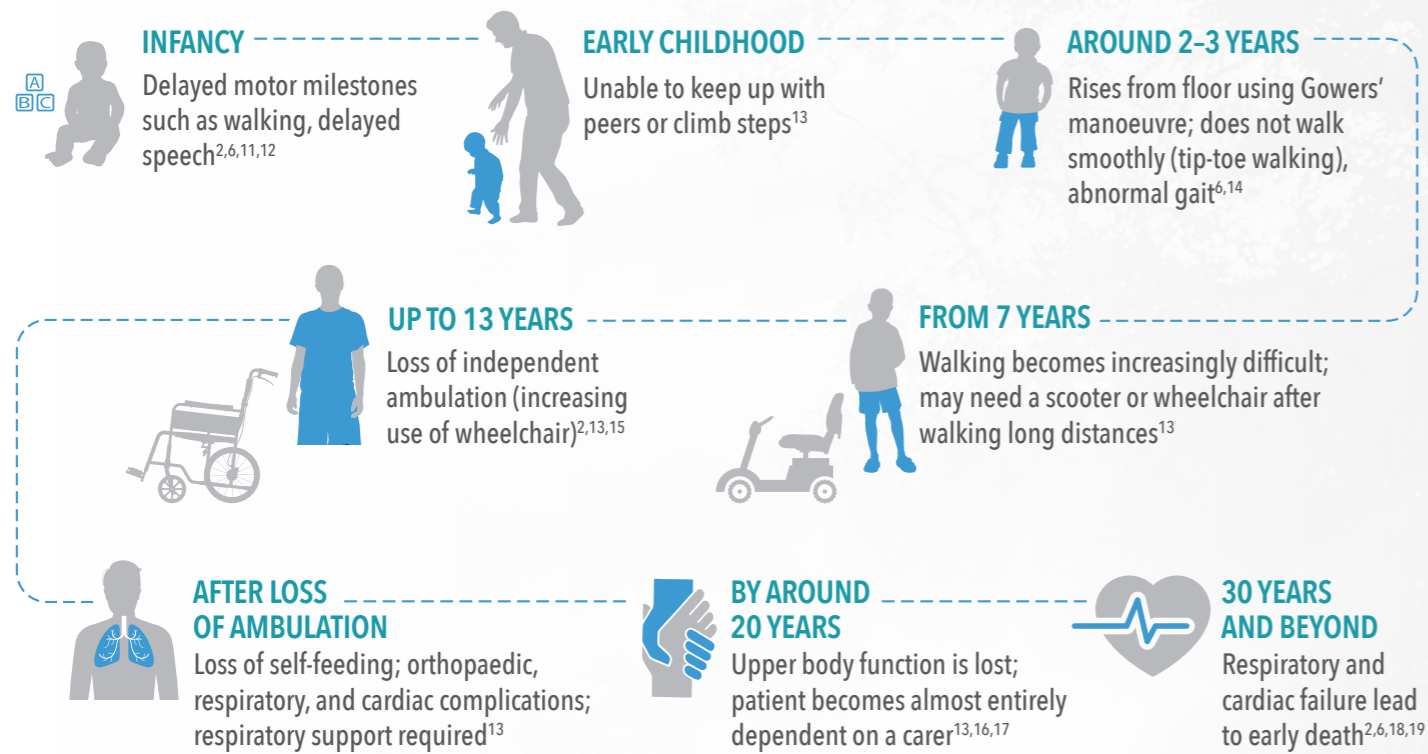 A
B C
INFANCY
Delayed motor milestones
such as walking, delayed
speech2,6,11,12
EARLY CHILDHOOD
Unable to keep up with
peers or climb steps13
AROUND 2–3 YEARS
Rises from floor using Gowers’
manoeuvre; does not walk
smoothly (tip-toe walking),
abnormal gait6,14
FROM 7 YEARS
Walking becomes increasingly difficult;
may need a scooter or wheelchair after
walking long distances13
UP TO 13 YEARS
Loss of independent
ambulation (increasing
use of wheelchair)2,13,15
AFTER LOSS
OF AMBULATION
Loss of self-feeding; orthopaedic,
respiratory, and cardiac complications;
respiratory support required13
BY AROUND
20 YEARS
Upper body function is lost;
patient becomes almost entirely
dependent on a carer13,16,17
30 YEARS
AND BEYOND
Respiratory and
cardiac failure lead
to early death2,6,18,19